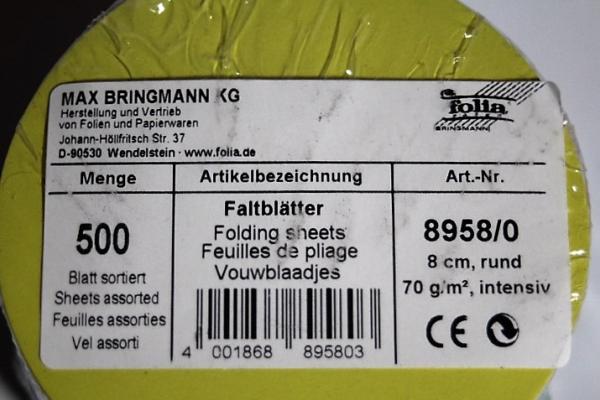 MAX BRINGMANN KG
Herstellung und Vertrieb
von Folien und Papierwaren
Johann-Höllfritsch Str. 37
D-90530 Wendelstein · www.folia.de
folia
PAPER
BRINGMANN
Menge
500
Blatt sortiert
Sheets assorted
Feuilles assorties
Vel assorti
Artikelbezeichnung
Faltblätter
Folding sheets
Feuilles de pliage
Vouwblaadjes
4 001868 895803
Art.-Nr.
8958/0
8 cm, rund
70 g/m², intensiv
CE